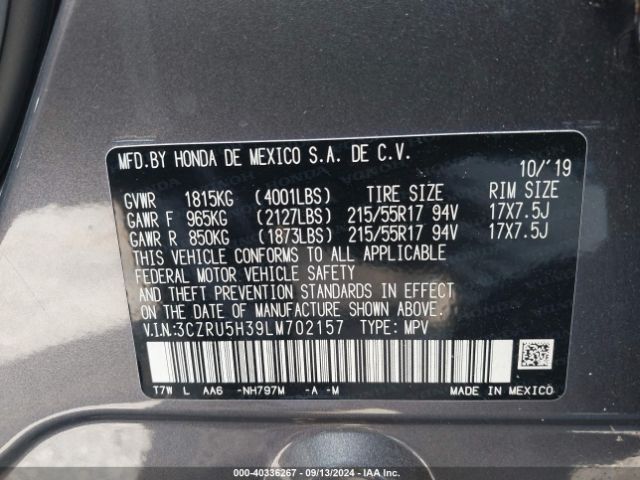 MFD.BY HONDA DE MEXICO S.A. DE C.V.
10/'19
GVWR 1815KG (4001LBS) TIRE SIZE RIM SIZE
GAWR F 965KG (2127LBS) 215/55R17 94V 17X7.5J
GAWR R 850KG (1873LBS) 215/55R17 94V 17X7.5J
THIS VEHICLE CONFORMS TO ALL APPLICABLE
FEDERAL MOTOR VEHICLE SAFETY
AND THEFT PREVENTION STANDARDS IN EFFECT
ON THE DATE OF MANUFACTURE SHOWN ABOVE.
V.I.N:3CZRU5H39LM702157 TYPE: MPV
T7W L AA6 -NH797M -A -M
MADE IN MEXICO
000-40336267 - 09/13/2024 - IAA Inc.